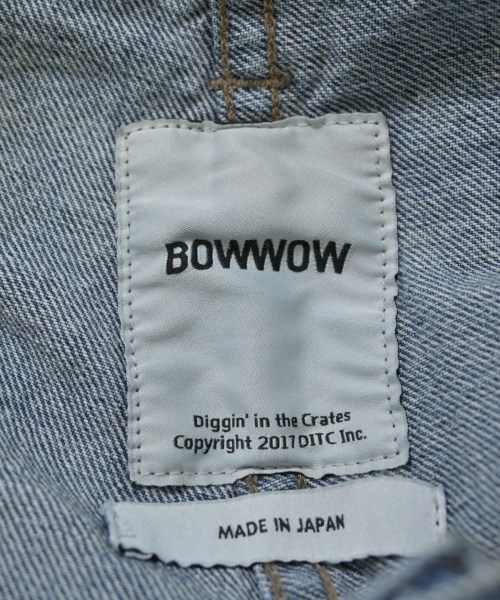 BOWWOW
Diggin' in the Crates
Copyright 2017DITC Inc.
MADE IN JAPAN